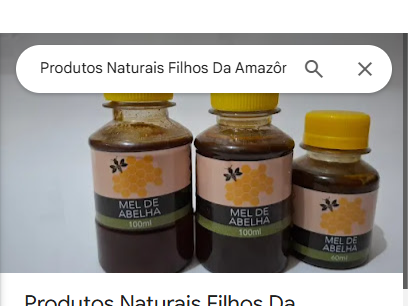 Produtos Naturais Filhos Da Amazôn
MEL DE
ABELHA
100ml
MEL DE
ABELHA
100ml
MEL DE
ABELHA
60ml
Produtos Naturais Filhos Da